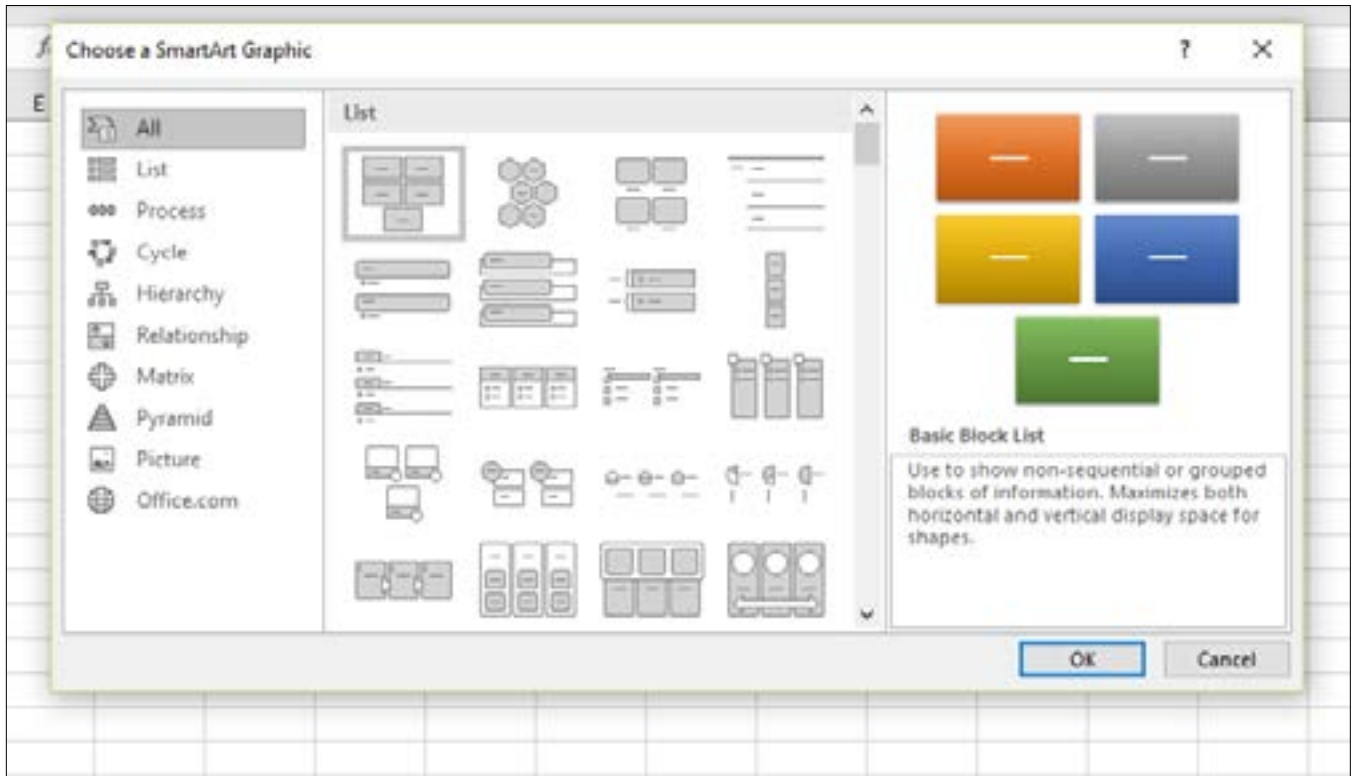 Choose a SmartArt Graphic
?
E
All
List
Process
Cycle
Hierarchy
Relationship
Matrix
Pyramid
Picture
Office.com
List
Basic Block List
Use to show non-sequential or grouped
blocks of information. Maximizes both
horizontal and vertical display space for
shapes.
OK
Cancel